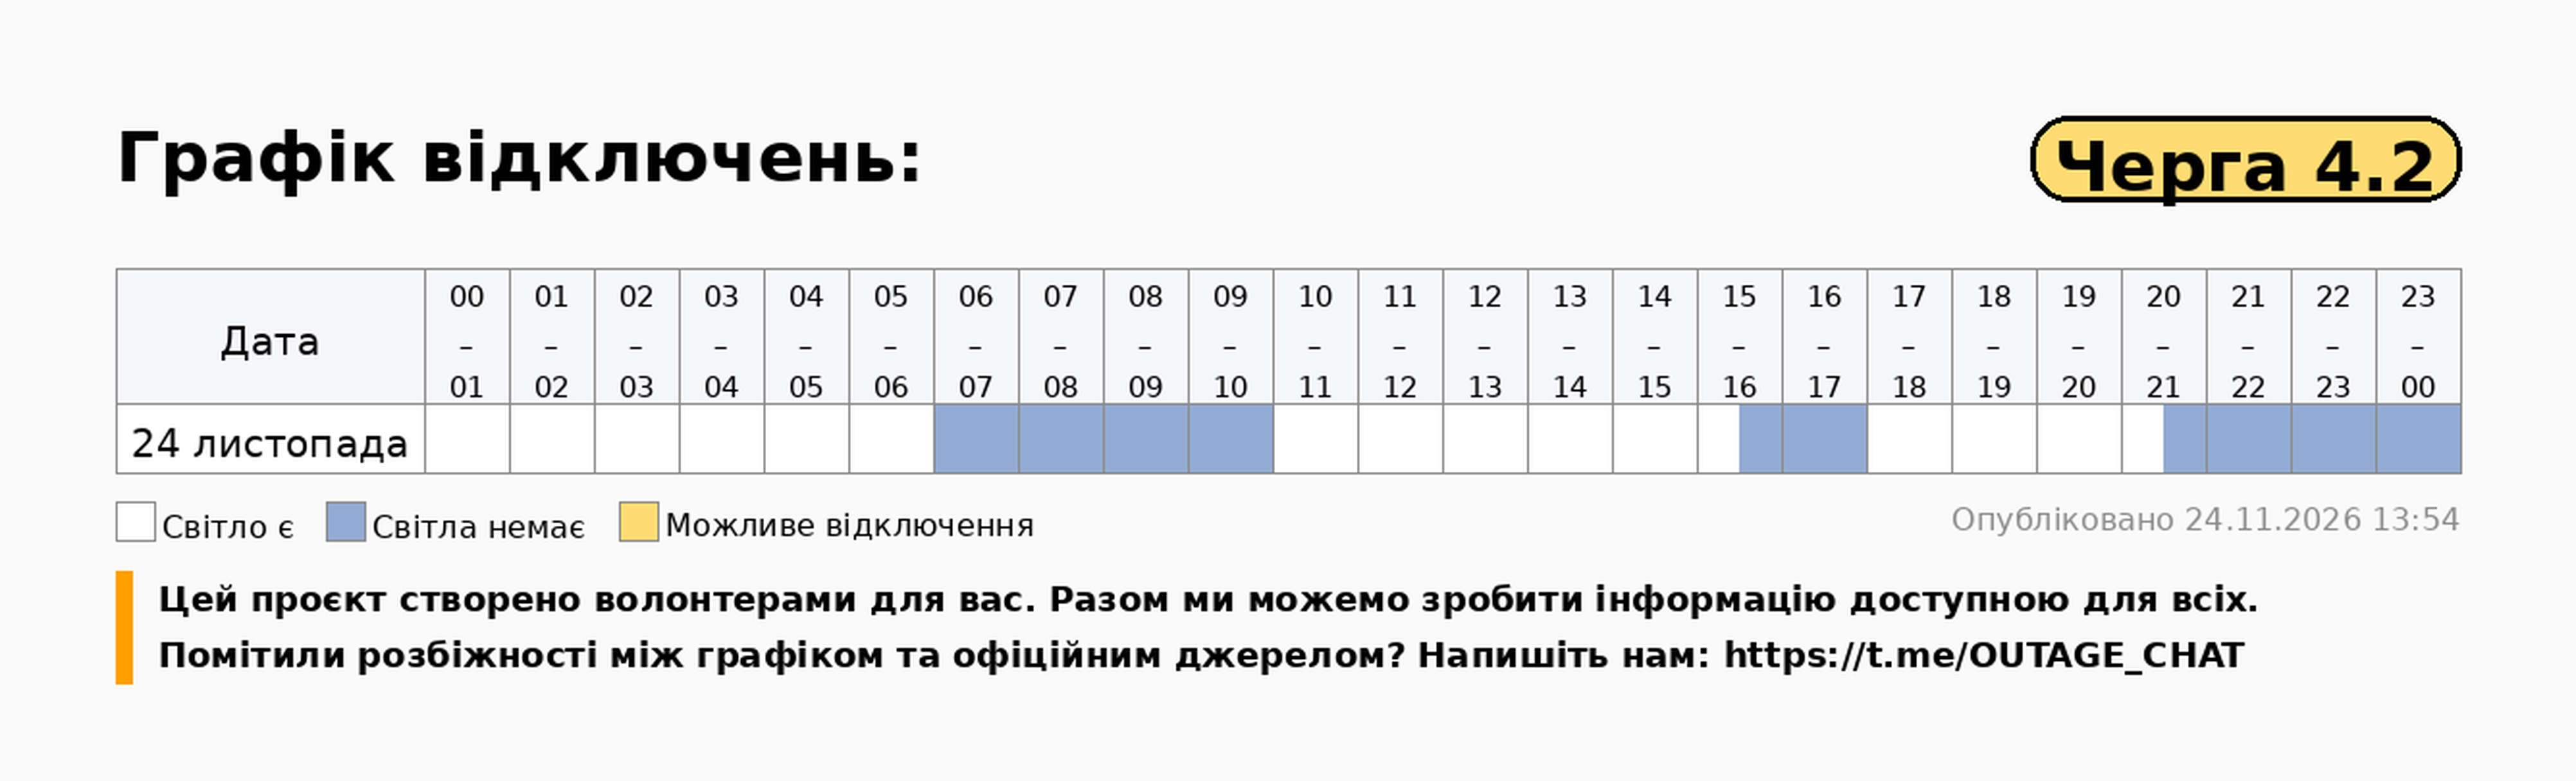 Графік відключень:
Черга 4.2
Дата
00 – 01
01 – 02
02 – 03
03 – 04
04 – 05
05 – 06
06 – 07
07 – 08
08 – 09
09 – 10
10 – 11
11 – 12
12 – 13
13 – 14
14 – 15
15 – 16
16 – 17
17 – 18
18 – 19
19 – 20
20 – 21
21 – 22
22 – 23
23 – 00
24 листопада
Світло є
Світла немає
Можливе відключення
Опубліковано 24.11.2026 13:54
Цей проєкт створено волонтерами для вас. Разом ми можемо зробити інформацію доступною для всіх.
Помітили розбіжності між графіком та офіційним джерелом? Напишіть нам: https://t.me/OUTAGE_CHAT